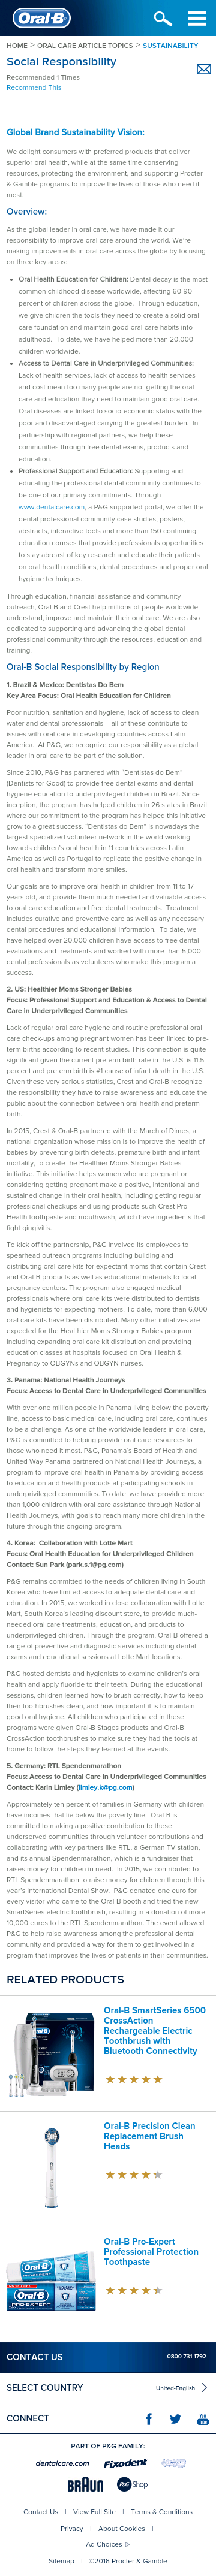 Oral-B
HOME > ORAL CARE ARTICLE TOPICS > SUSTAINABILITY
Social Responsibility
Recommended 1 Times
Recommend This
Global Brand Sustainability Vision:
We delight consumers with preferred products that deliver
superior oral health, while at the same time conserving
resources, protecting the environment, and supporting Procter
& Gamble programs to improve the lives of those who need it
most.
Overview:
As the global leader in oral care, we have made it our
responsibility to improve oral care around the world. We're
making improvements in oral care across the globe by focusing
on three key areas:
• Oral Health Education for Children: Dental decay is the most
common childhood disease worldwide, affecting 60-90
percent of children across the globe. Through education,
we give children the tools they need to create a solid oral
foundation and promote good oral care habits well into
adulthood. To date, we have helped more than 20,000
children worldwide.
• Access to Dental Care in Underprivileged Communities:
Lack of health services, lack of access to health services
and cost mean too many people are not getting the oral
care and education they need to maintain good oral care.
Oral diseases are linked to socio-economic status with the
poor and disadvantaged carrying the greatest burden. In
partnership with regional partners, we help these
communities through free dental exams, products and
education.
• Professional Support and Education: Supporting and
educating the professional dental community continues to
be one of our primary commitments. Through
www.dentalcare.com, a P&G-supported portal, we offer the
dental professional community case studies, posters,
abstracts, interactive tools and more than 150 continuing
education courses that provide professionals opportunities
to stay abreast of key research and educate their patients
on oral health conditions, dental procedures and proper oral
hygiene techniques.
Through education, financial assistance and community
outreach, Oral-B and Crest help millions of people worldwide
understand, improve and maintain their oral care. We are also
dedicated to supporting and advancing the global dental
professional community through the resources, education and
training.
Oral-B Social Responsibility by Region
1. Brazil & Mexico: Dentistas Do Bem
Key Area Focus: Oral Health Education for Children
Poor nutrition, sanitation and hygiene, lack of access to clean
water and dental professionals – all of these contribute to
issues with oral care in developing countries across Latin
America. At P&G, we recognize our responsibility as a global
leader in oral care to be part of the solution.
Since 2010, P&G has partnered with "Dentistas do Bem"
(Dentists for Good) to provide free dental exams and dental
hygiene education to underprivileged children in Brazil. Since
inception, we have helped children in 26 states in Brazil where
our commitment to the cause has helped this initiative
grow to a great success. "Dentistas do Bem" is nowadays the
largest specialized volunteer network in the world which has
expanded to benefit children in 11 countries across Latin
America as well as Portugal to replicate the positive change in
oral health and transform more smiles.
Our goals are to improve oral health in children from 11 to 17
years old, provide them with much-needed access to quality
dental care, and provide free dental treatments. Treatment
includes curative and preventive care as well as any necessary
dental procedures and educational information. To date, we
have helped over 20,000 children have access to free dental
evaluations and treatments and worked with more than 5,000
dental professionals as volunteers who make this program a
success.
2. US: Healthier Moms Stronger Babies
Focus: Professional Support and Education & Access to Dental
Care in Underprivileged Communities
Lack of regular oral care hygiene and routine professional oral
care check-ups among pregnant women has been linked to pre-
term births according to recent studies. This connection is quite
significant given the current preterm birth rate in the U.S. is 11.5
percent and preterm birth is #1 cause of infant death in the U.S.
Given these very serious statistics, Crest and Oral-B recognize
the responsibility they have to raise awareness and educate the
public about the connection between oral health and preterm
birth.
In 2015, Crest & Oral-B partnered with the March of Dimes, a
national organization whose mission is to improve the health of
babies by preventing birth defects, premature birth and infant
mortality, to create the Healthier Moms Stronger Babies
initiative. This initiative helps women who are pregnant or
considering getting pregnant make significant, immediate and
sustained change in their oral health, including getting regular
professional checkups and using products such as Crest Pro-
Health toothpaste and mouthwash, which have ingredients that
fight gingivitis.
To kick off the partnership, P&G involved its employees to
spearhead outreach programs including building and
distributing oral care kits for expectant moms that contain Crest
and Oral-B products as well as educational materials to local
pregnancy centers. The program also engaged medical
professionals where oral care kits were distributed to dentists
and hygienists for expecting mothers. To date, more than 6,000
oral care kits have been distributed. Many other initiatives are
expected for the Healthier Moms Stronger Babies program
including expanding oral care kit distribution and providing
education classes at hospitals focused on Oral Health &
Pregnancy to OBGYNs and OBGYN nurses.
3. Panama: National Health Journeys
Focus: Access to Dental Care in Underprivileged Communities
With over one million people in Panama living below the poverty
line, access to basic medical care, including oral care, continues
to be a challenge. As one of the worldwide leaders in oral care,
P&G is committed to helping provide oral care resources to
those who need it most. P&G, Panama's Board of Health and
United Way Panama partnered on National Health Journeys, a
program to improve oral health in Panama by providing access
to education and health products at participating schools in
deeply impoverished communities. To date, we have provided more
than 1,000 children with oral care assistance through National
Health Journeys, with goals to reach many more children in the
future through this ongoing program.
4. Korea: Collaboration with Lotte Mart
Focus: Oral Health Education for Underprivileged Children
Contact: Sun Park (park.s.1@pg.com)
P&G remains committed to the needs of children living in South
Korea who have limited access to adequate dental care and
education. In 2015, we worked in close collaboration with Lotte
Mart, South Korea's leading discount store, to provide much-
needed oral care and education to children in underprivileged
communities. Through the program, Oral-B offered a range of
preventative and diagnostic services including dental exams
and educational sessions at Lotte Mart locations.
P&G hosted dentists and hygienists to examine children's oral
health and apply fluoride to their teeth. During the educational
sessions, children learned how to brush correctly, how to keep
their toothbrushes clean, and how important it is to maintain
good oral hygiene. All children who participated in these
programs were given Oral-B Stages products and Oral-B
CrossAction toothbrushes to make sure they had the tools at
home to follow the steps they learned at the events.
5. Germany: RTL Spendenmarathon
Focus: Access to Dental Care in Underprivileged Communities
Contact: Karin Limley (limley.k@pg.com)
Approximately ten percent of families in Germany with children
have incomes that lie below the poverty line. Oral-B is
committed to making a positive contribution to these
underserved communities through volunteer contributions and
collaborating with key partners like RTL, a German TV station,
and its annual Spendenmarathon, which is a fundraiser that
raises money for children in need. In 2015, we contributed to
RTL Spendenmarathon to raise money for children through this
year's International Dental Show. P&G donated one euro for
every visitor who came to the Oral-B booth and tried the new
SmartSeries electric toothbrush, resulting in a donation of over
10,000 euros to the RTL Spendenmarathon. The event allowed
P&G to help raise awareness among the professional dental
community and provided a way for them to get involved in a
program that improves the lives of patients in their communities.
RELATED PRODUCTS
Oral-B SmartSeries 6500
CrossAction
Rechargeable Electric
Toothbrush with
Bluetooth Connectivity
Oral-B Precision Clean
Replacement Brush
Heads
Oral-B Pro-Expert
Professional Protection
Toothpaste
CONTACT US 0800 731 1792
SELECT COUNTRY United-English
CONNECT
PART OF P&G FAMILY:
dentalcare.com Fixodent
BRAUN P&G Shop
Contact Us | View Full Site | Terms & Conditions
Privacy | About Cookies |
Ad Choices
Sitemap | ©2016 Procter & Gamble